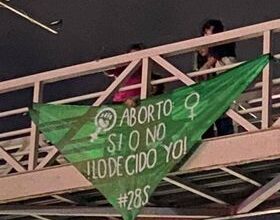 ABORTO
SI O NO
¡LO DECIDO YO!
#28S